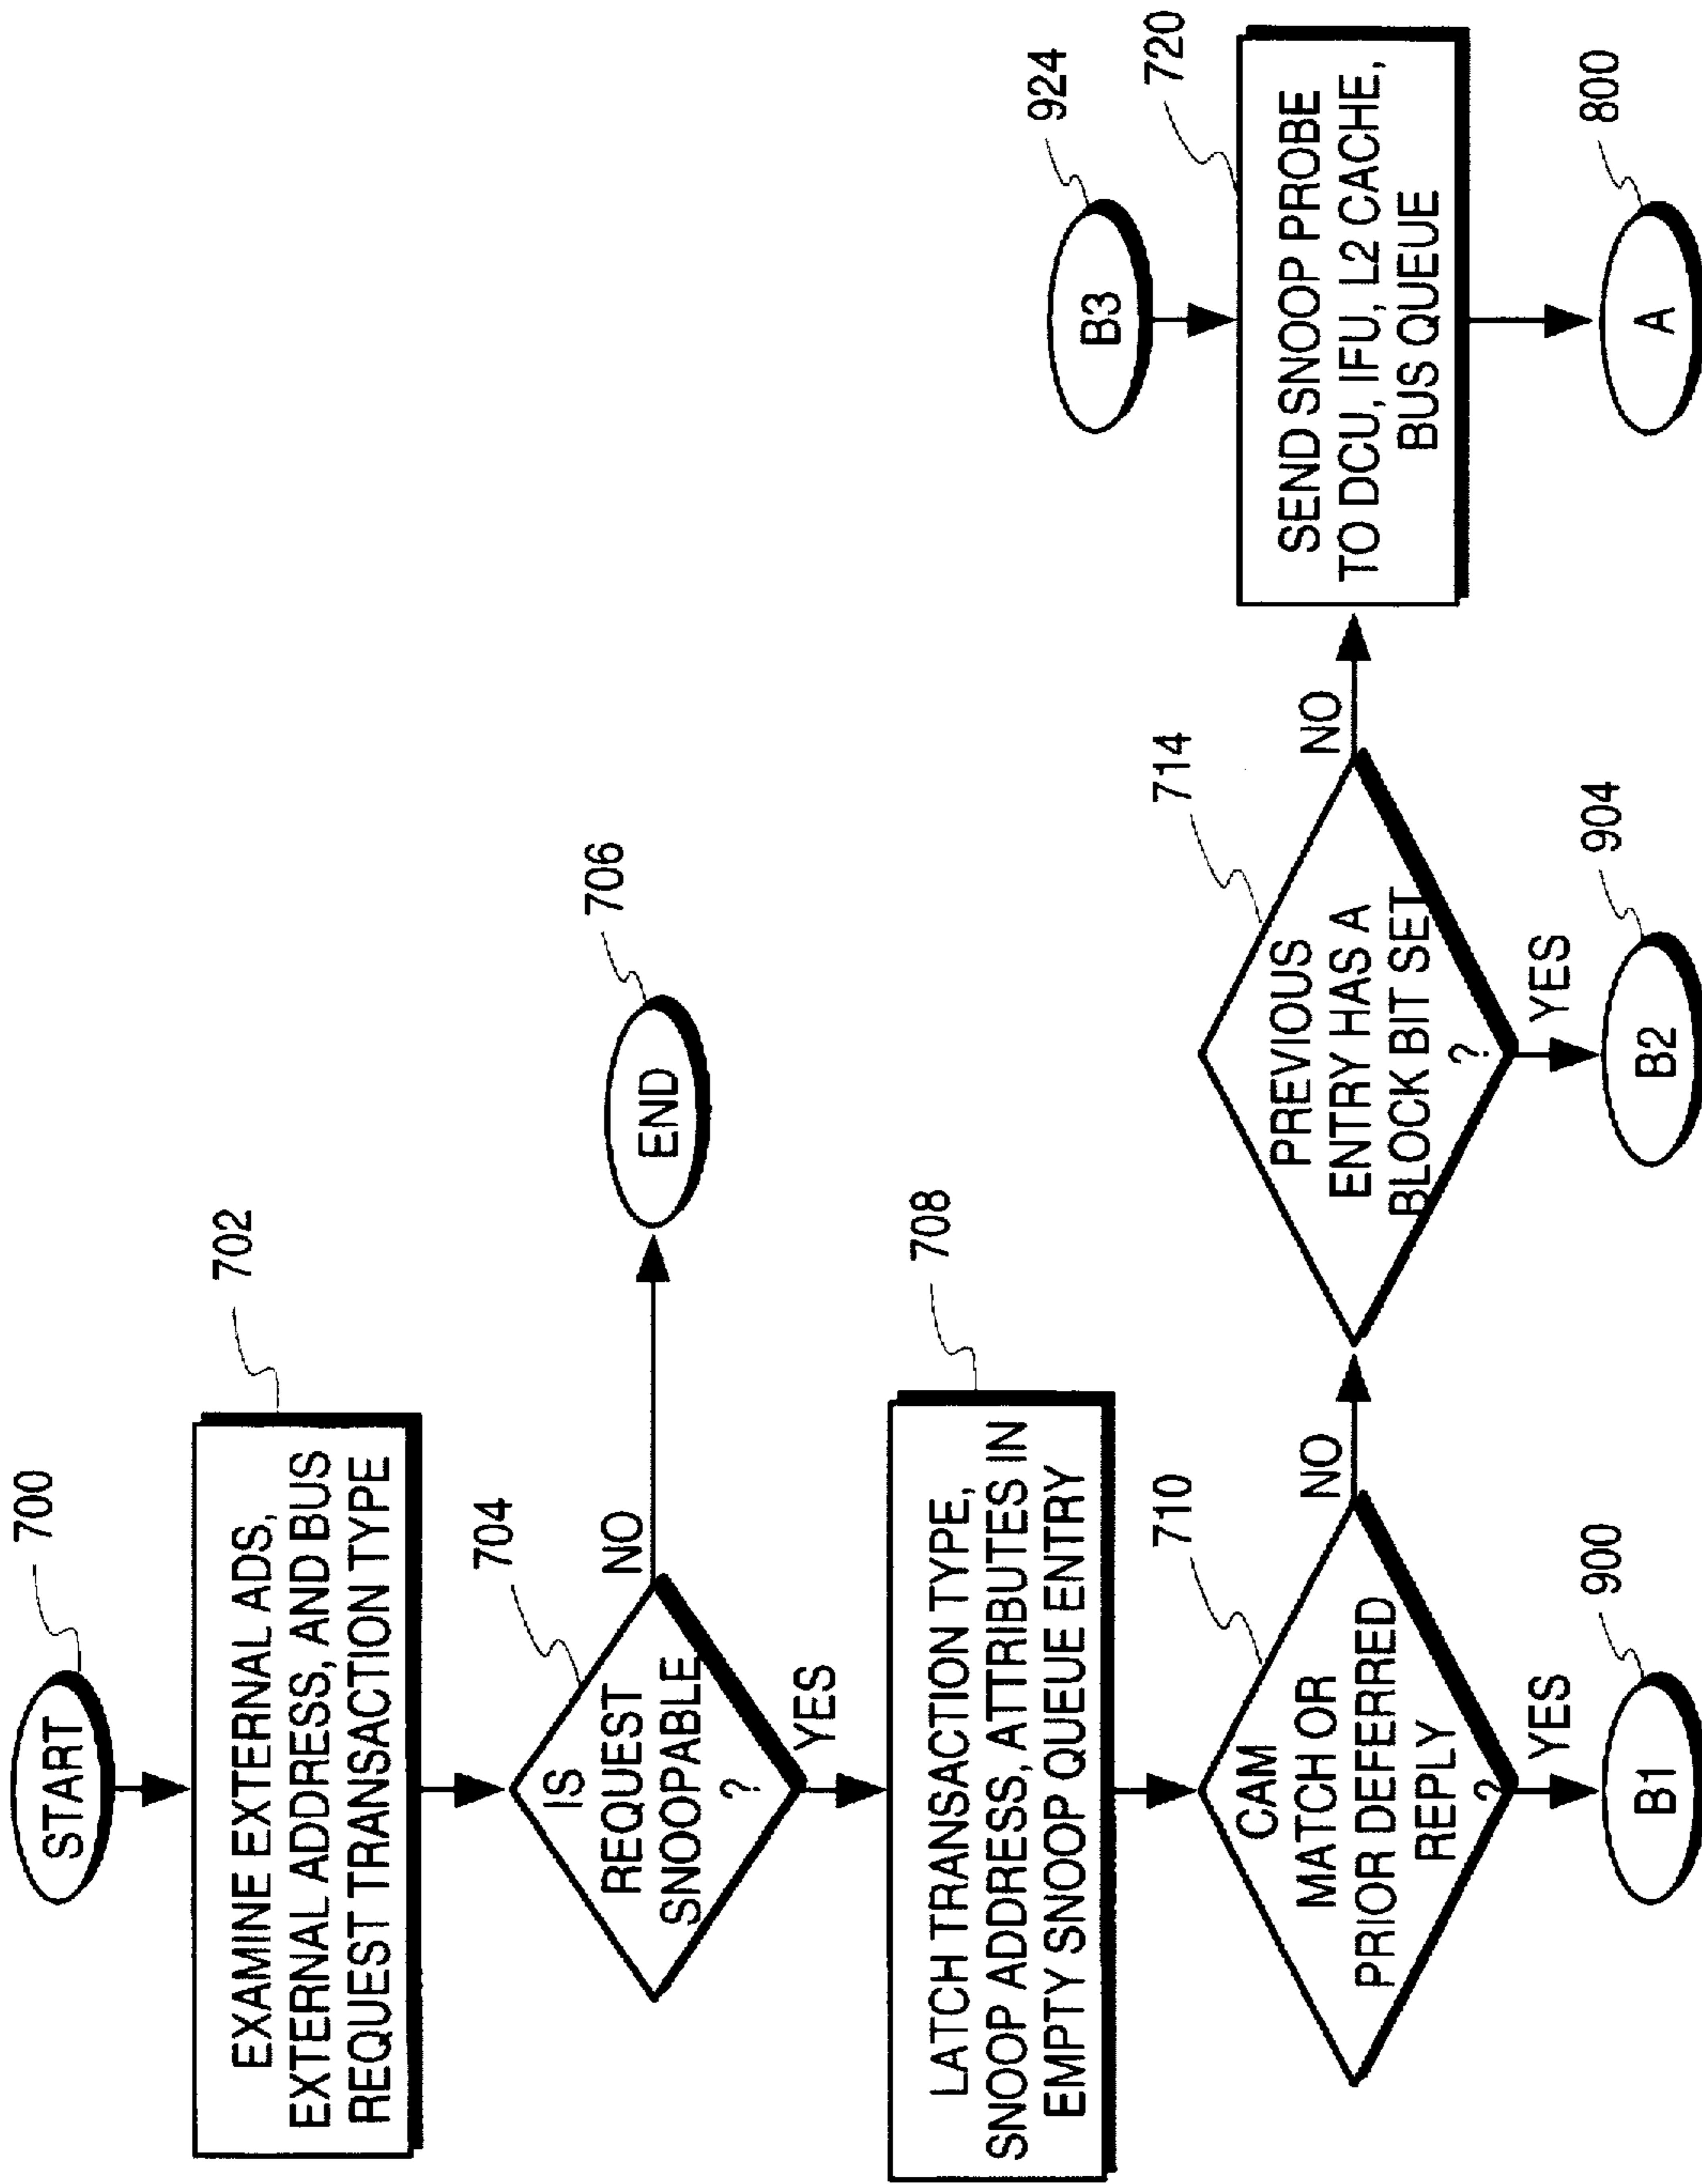 START
700
EXAMINE EXTERNAL ADS,
EXTERNAL ADDRESS, AND BUS
REQUEST TRANSACTION TYPE
702
IS
REQUEST
SNOOPABLE
?
704
NO
END
706
YES
LATCH TRANSACTION TYPE,
SNOOP ADDRESS, ATTRIBUTES IN
EMPTY SNOOP QUEUE ENTRY
708
CAM
MATCH OR
PRIOR DEFERRED
REPLY
?
710
NO
YES
B1
900
PREVIOUS
ENTRY HAS A
BLOCK BIT SET
?
714
NO
YES
B2
904
B3
924
SEND SNOOP PROBE
TO DCU, IFU, L2 CACHE,
BUS QUEUE
720
A
800